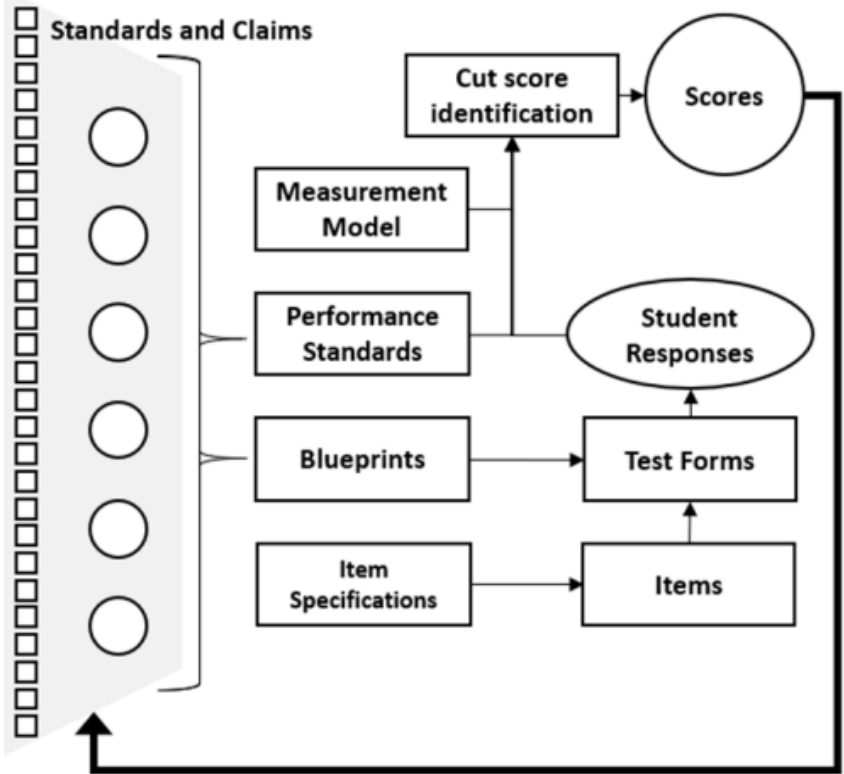 Standards and Claims
Cut score
identification
Scores
Measurement
Model
Performance
Standards
Student
Responses
Blueprints
Test Forms
Item
Specifications
Items